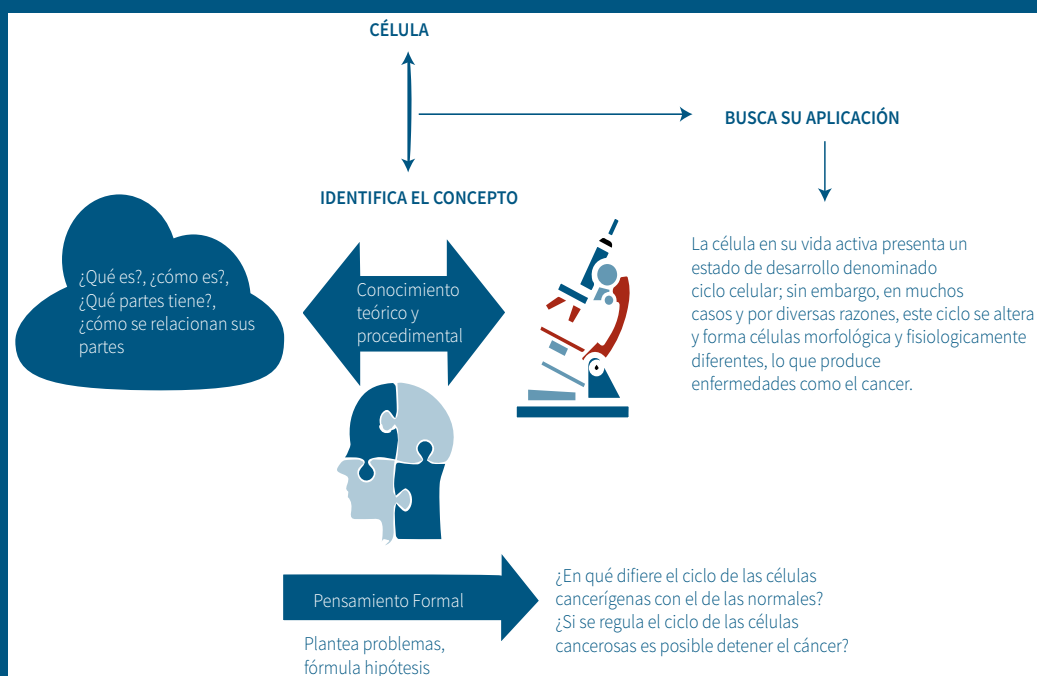 CÉLULA
BUSCA SU APLICACIÓN
IDENTIFICA EL CONCEPTO
¿Qué es?, ¿cómo es?,
¿Qué partes tiene?,
¿cómo se relacionan sus
partes
Conocimiento
teórico y
procedimental
La célula en su vida activa presenta un
estado de desarrollo denominado
ciclo celular; sin embargo, en muchos
casos y por diversas razones, este ciclo se altera
y forma células morfológica y fisiologicamente
diferentes, lo que produce
enfermedades como el cancer.
Pensamiento Formal
Plantea problemas,
fórmula hipótesis
¿En qué difiere el ciclo de las células
cancerígenas con el de las normales?
¿Si se regula el ciclo de las células
cancerosas es posible detener el cáncer?